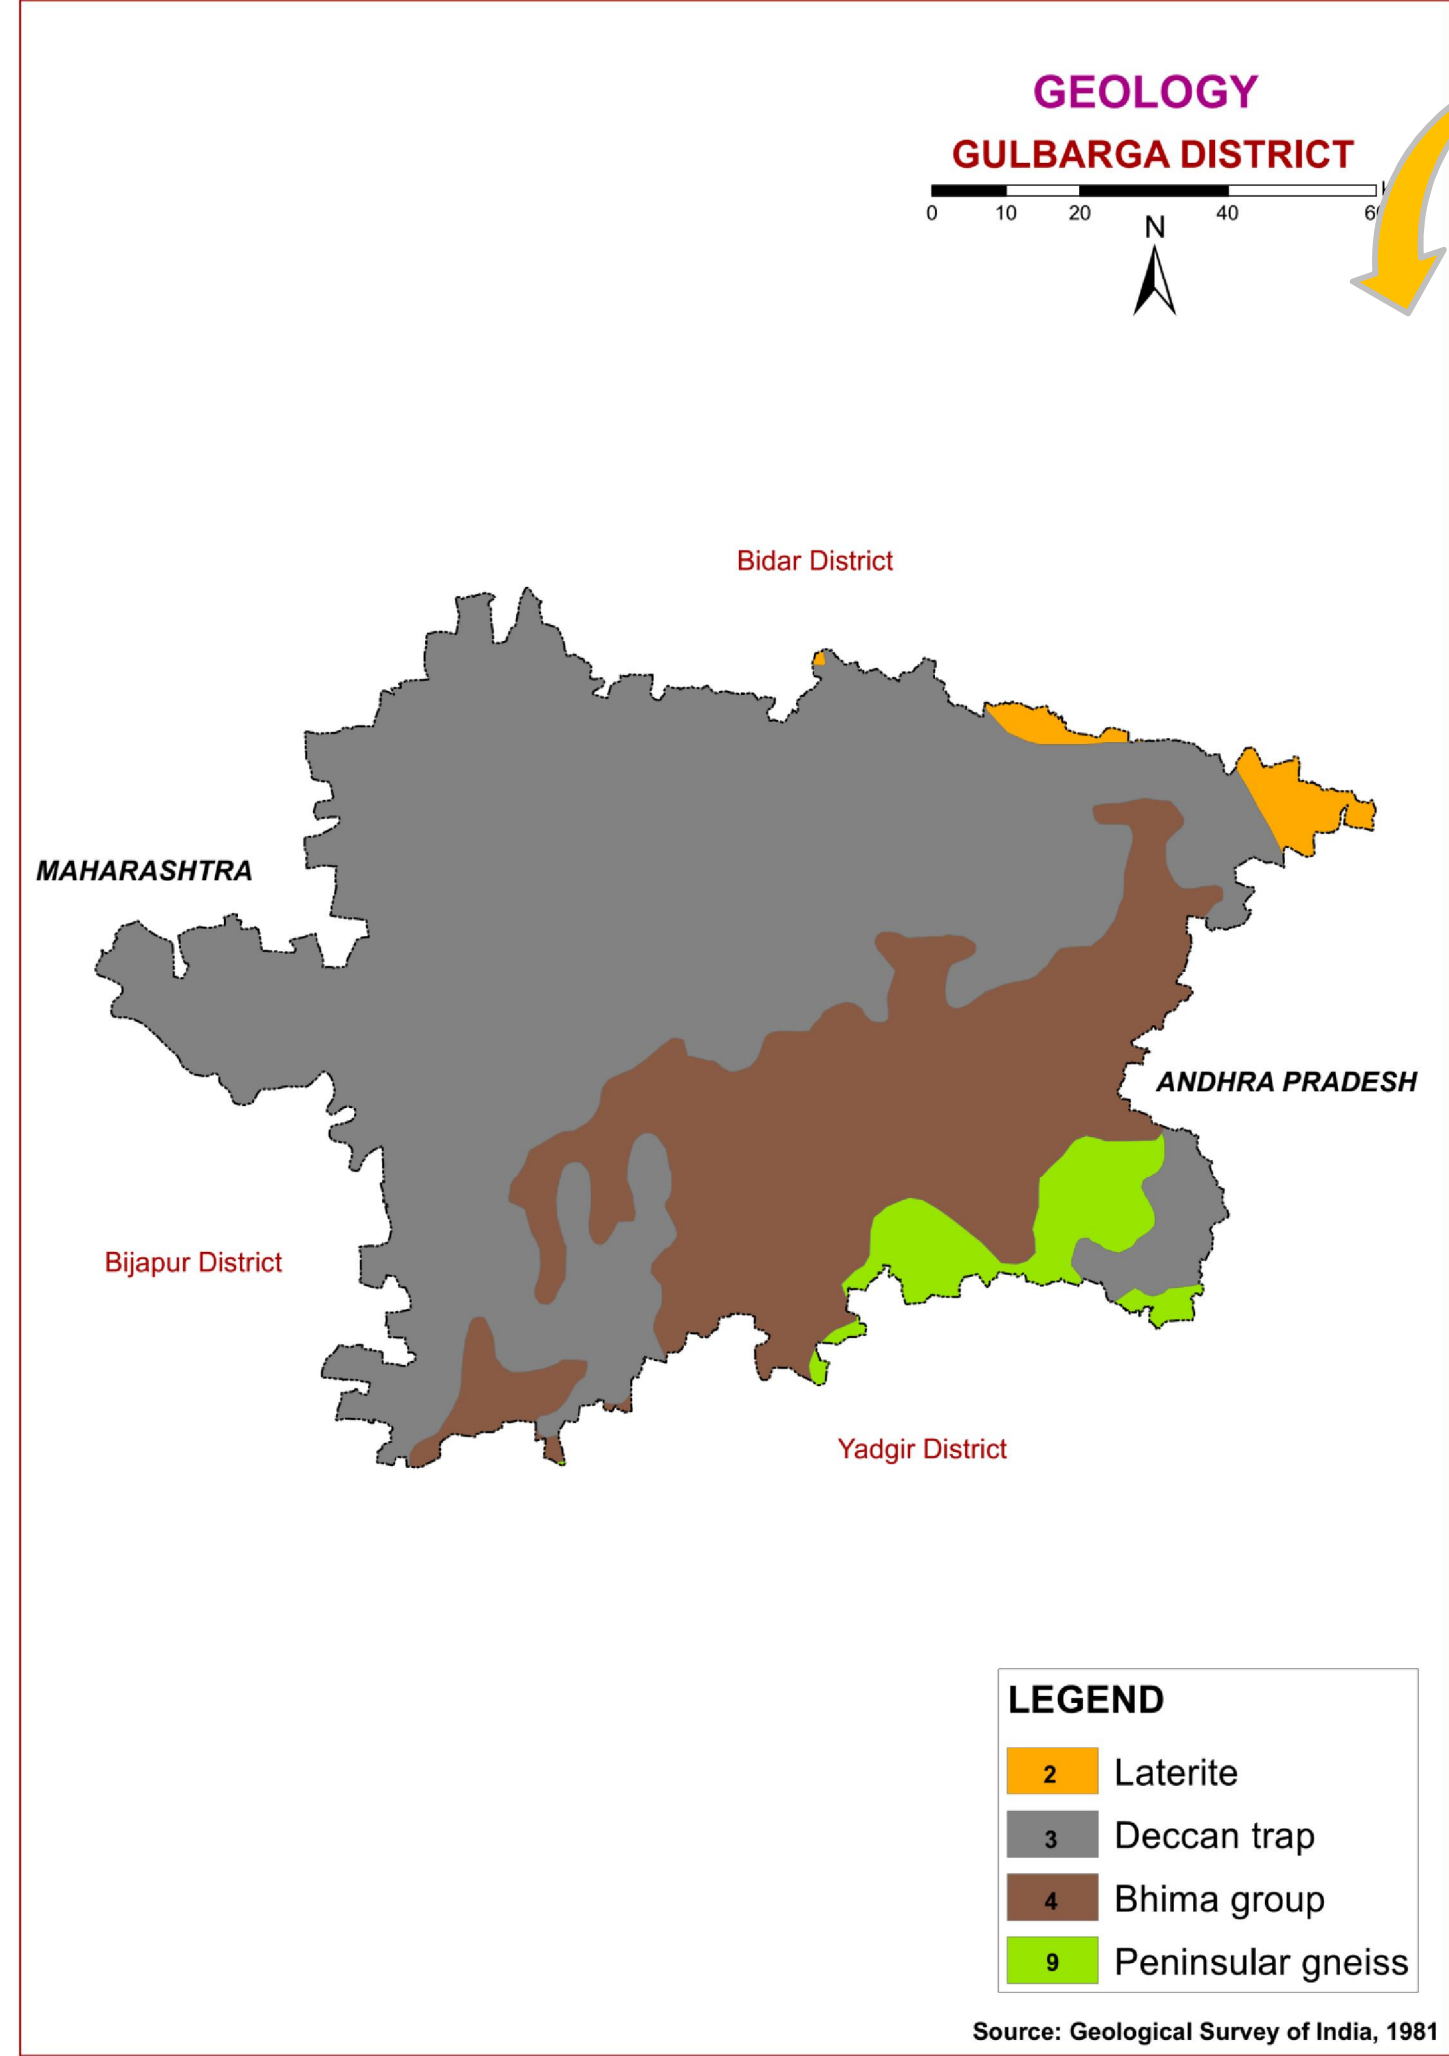 GEOLOGY
GULBARGA DISTRICT
0 10 20 40
N
Bidar District
MAHARASHTRA
ANDHRA PRADESH
Bijapur District
Yadgir District
LEGEND
2 Laterite
3 Deccan trap
4 Bhima group
9 Peninsular gneiss
Source: Geological Survey of India, 1981